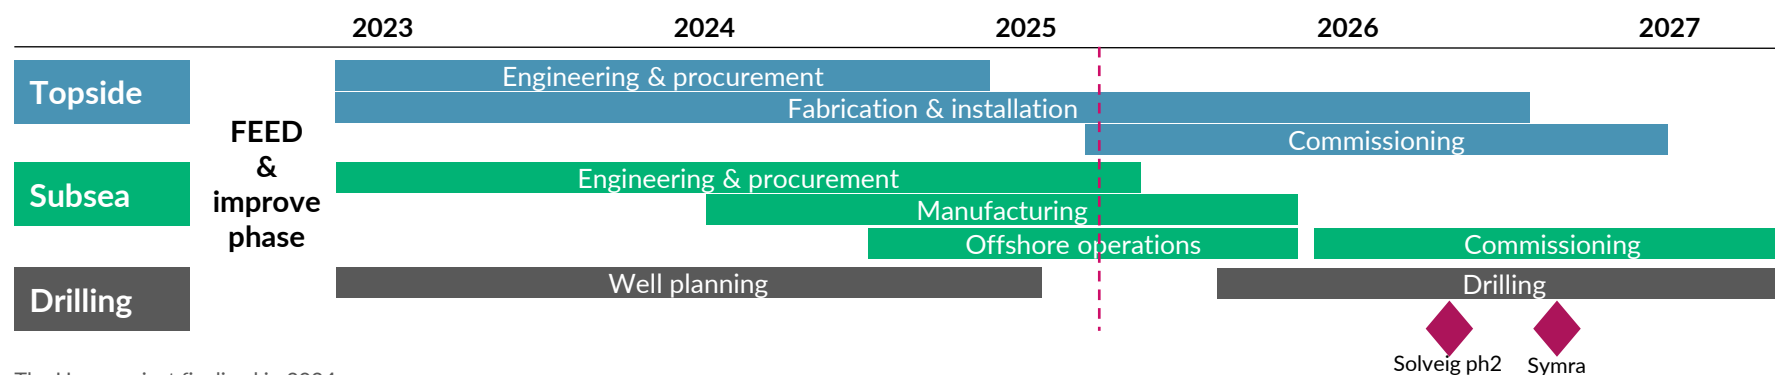 2023 2024 2025 2026 2027
Topside
Engineering & procurement
Fabrication & installation
Commissioning
FEED
&
improve
phase
Subsea
Engineering & procurement
Manufacturing
Offshore operations
Commissioning
Drilling
Well planning
Drilling
Solveig ph2
Symra